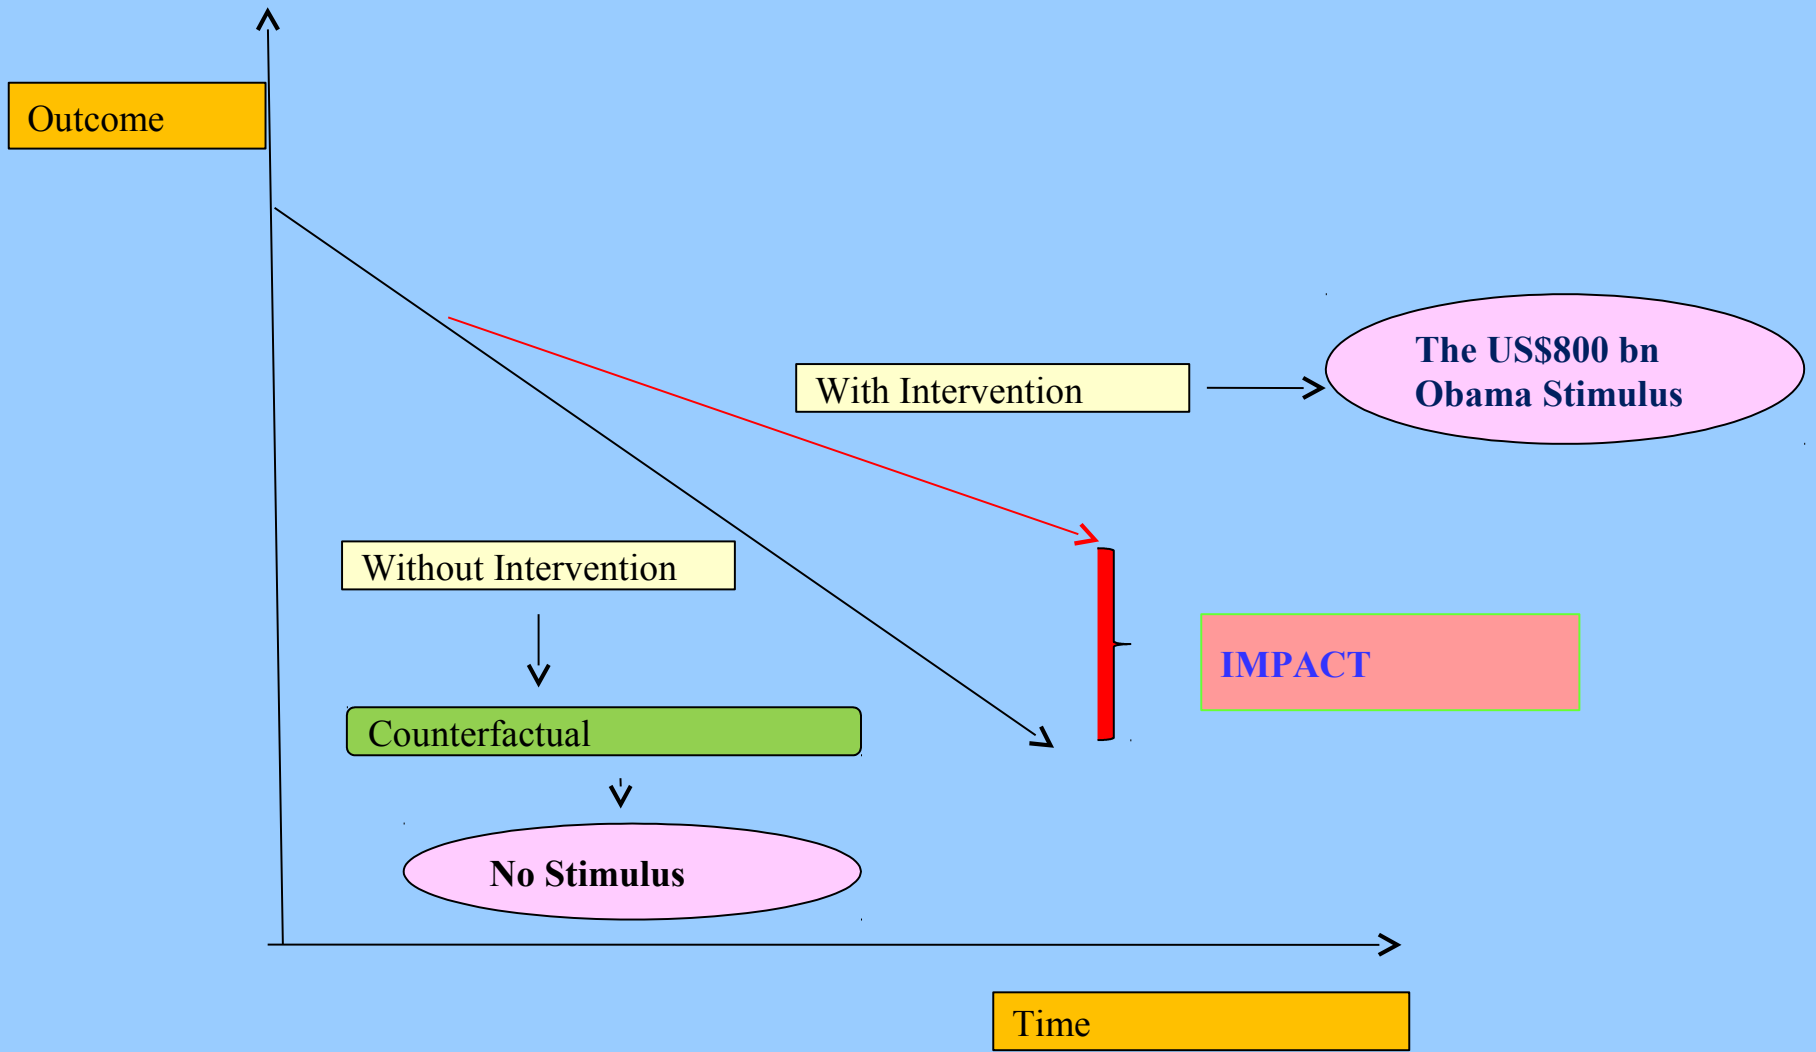 Outcome
The US$800 bn
Obama Stimulus
With Intervention
Without Intervention
IMPACT
Counterfactual
No Stimulus
Time